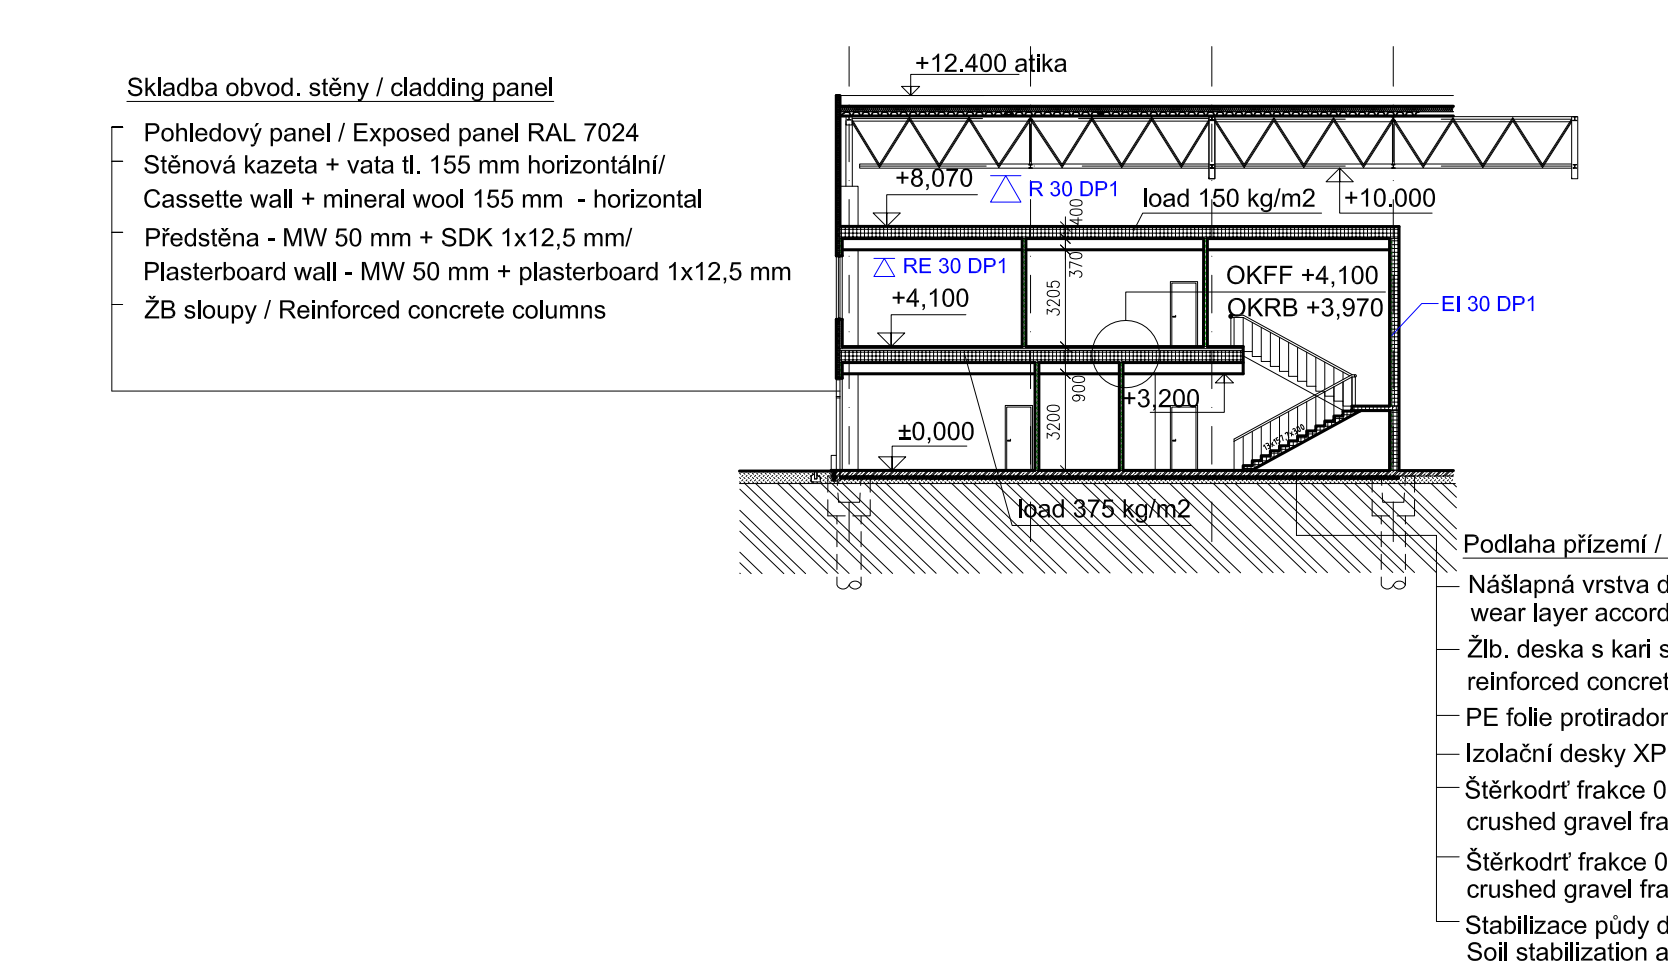 Skladba obvod. stěny / cladding panel
Pohledový panel / Exposed panel RAL 7024
Stěnová kazeta + vata tl. 155 mm horizontální/
Cassette wall + mineral wool 155 mm - horizontal
Předstěna - MW 50 mm + SDK 1x12,5 mm/
Plasterboard wall - MW 50 mm + plasterboard 1x12,5 mm
ŽB sloupy / Reinforced concrete columns
+12.400 atika
+8,070
R 30 DP1
load 150 kg/m2
+10.000
400
370
RE 30 DP1
OKFF +4,100
OKRB +3,970
EI 30 DP1
+4,100
3205
900
+3,200
3200
±0,000
load 375 kg/m2
Podlaha přízemí /
Nášlapná vrstva d
wear layer accord
Žlb. deska s kari s
reinforced concret
PE folie protirador
Izolační desky XP
Štěrkodrť frakce 0
crushed gravel fra
Štěrkodrť frakce 0
crushed gravel fra
Stabilizace půdy d
Soil stabilization a